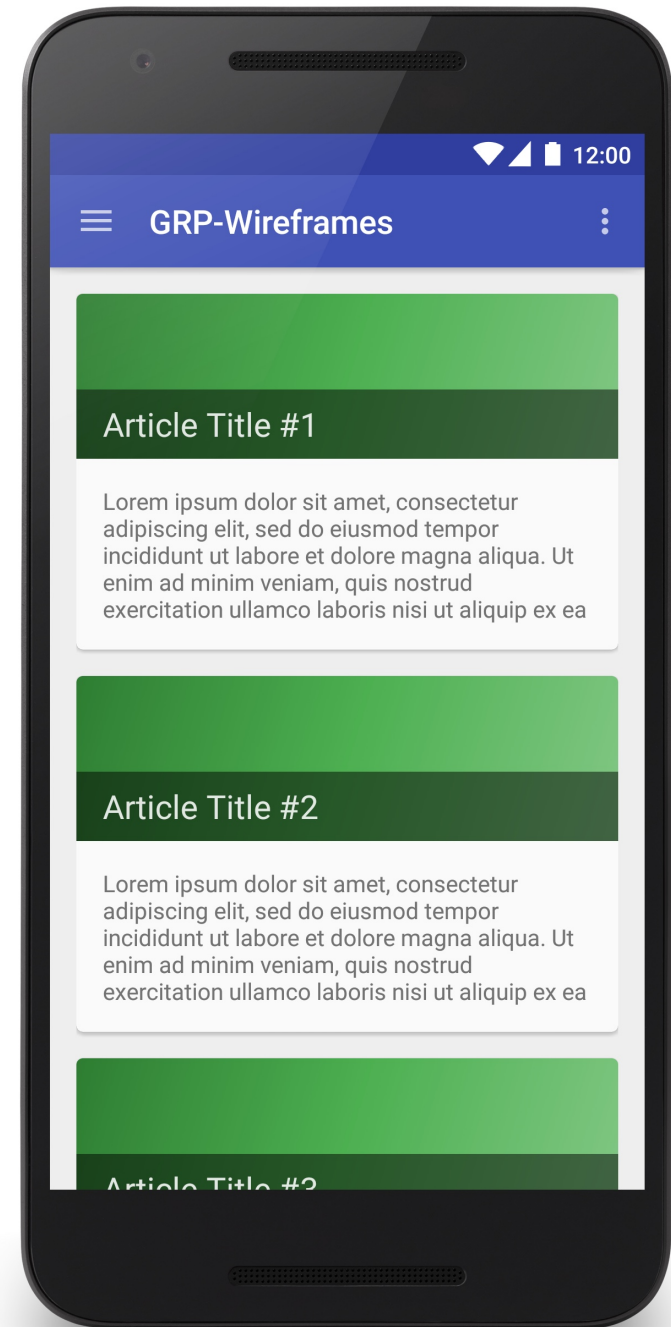 12:00
GRP-Wireframes
Article Title #1
Lorem ipsum dolor sit amet, consectetur
adipiscing elit, sed do eiusmod tempor
incididunt ut labore et dolore magna aliqua. Ut
enim ad minim veniam, quis nostrud
exercitation ullamco laboris nisi ut aliquip ex ea
Article Title #2
Lorem ipsum dolor sit amet, consectetur
adipiscing elit, sed do eiusmod tempor
incididunt ut labore et dolore magna aliqua. Ut
enim ad minim veniam, quis nostrud
exercitation ullamco laboris nisi ut aliquip ex ea
Article Title #3